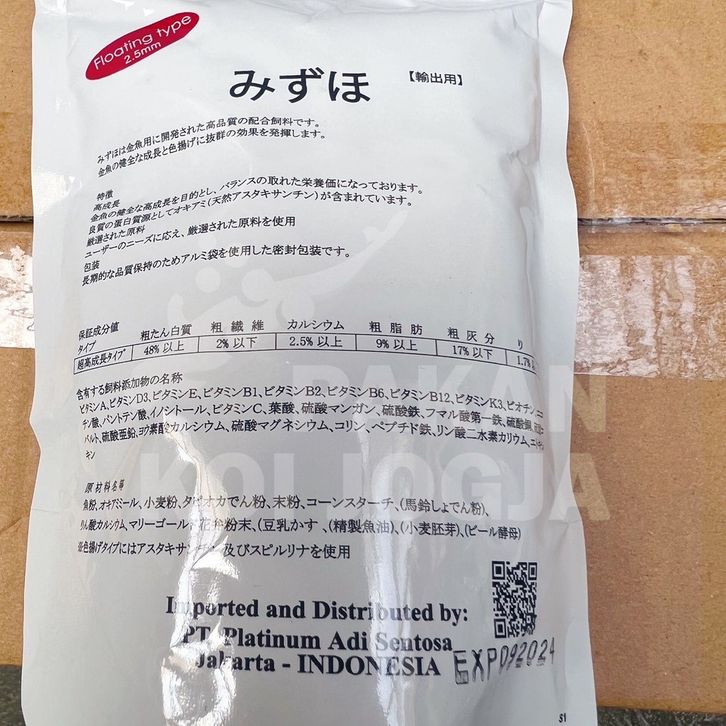 Floating type
2.5mm
みずほ 【輸出用】
みずほは金魚用に開発された高品質の配合飼料です。
金魚の健全な成長と色揚げに抜群の効果を発揮します。
特徴
高成長
金魚の健全な高成長を目的とし、バランスの取れた栄養価になっております。
良質の蛋白質源としてオキアミ(天然アスタキサンチン)が含まれています。
厳選された原料
ユーザーのニーズに応え、厳選された原料を使用
包装
長期的な品質保持のためアルミ袋を使用した密封包装です。
保証成分値
タイプ 粗たん白質 粗繊維 カルシウム 粗脂肪 粗灰分 り
超高成長タイプ 48%以上 2%以下 2.5%以上 9%以上 17%以下 1.7%
含有する飼料添加物の名称
ビタミンA、ビタミンD3、ビタミンE、ビタミンB1、ビタミンB2、ビタミンB6、ビタミンB12、ビタミンK3、ビオチン、ニコ
チン酸、パントテン酸、イノシトール、ビタミンC、葉酸、硫酸マンガン、硫酸鉄、フマル酸第一鉄、硫酸銅、
バルト、硫酸亜鉛、ヨウ素酸カルシウム、硫酸マグネシウム、コリン、ペプチド鉄、リン酸二水素カリウム、エトキシ
キン
原材料名等
魚粉、オキアミミール、小麦粉、タピオカでん粉、末粉、コーンスターチ、(馬鈴しょでん粉)、
りん酸カルシウム、マリーゴールド花弁粉末、(豆乳かす、(精製魚油)、(小麦胚芽)、(ビール酵母)
※色揚げタイプにはアスタキサンチン及びスピルリナを使用
PAKAN
KOI JOGJA
Imported and Distributed by:
PT. Platinum Adi Sentosa
Jakarta - INDONESIA
EXP092024
S1